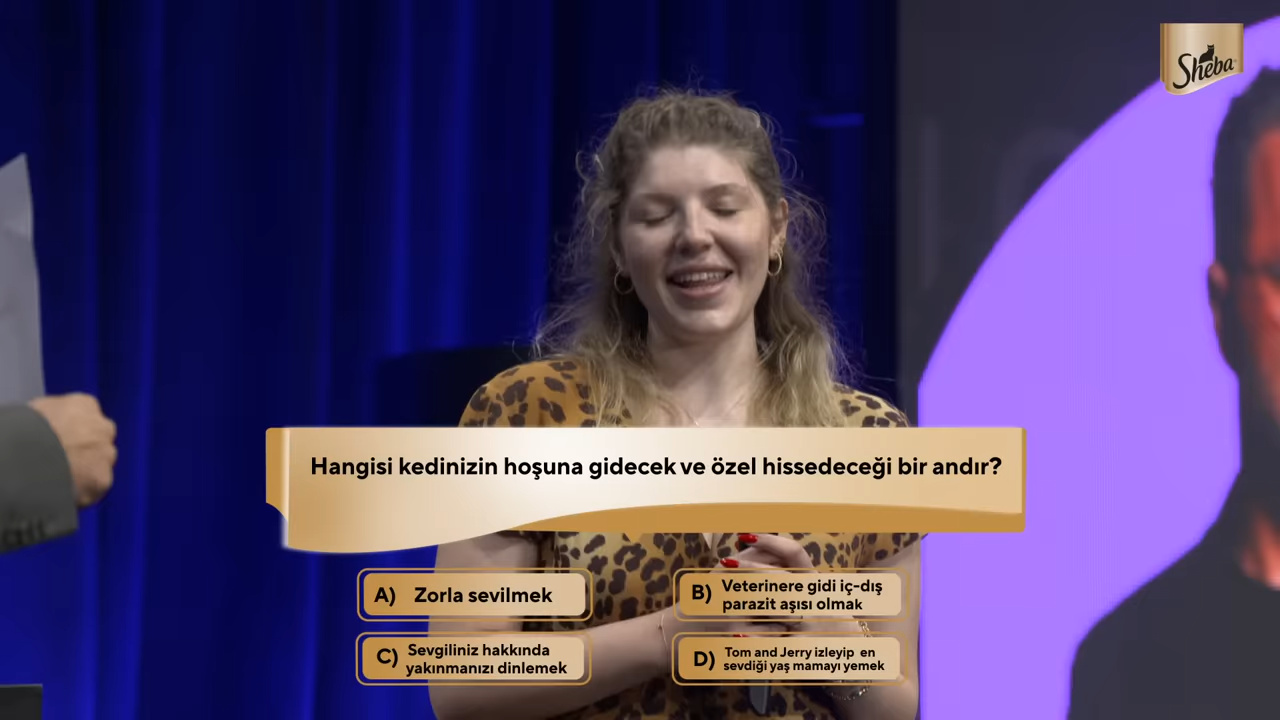 Sheba
Hangisi kedinizin hoşuna gidecek ve özel hissedeceği bir andır?
A) Zorla sevilmek
B) Veterinere gidi iç-dış
parazit aşısı olmak
C) Sevgiliniz hakkında
yakınmanızı dinlemek
D) Tom and Jerry izleyip en
sevdiği yaş mamayı yemek